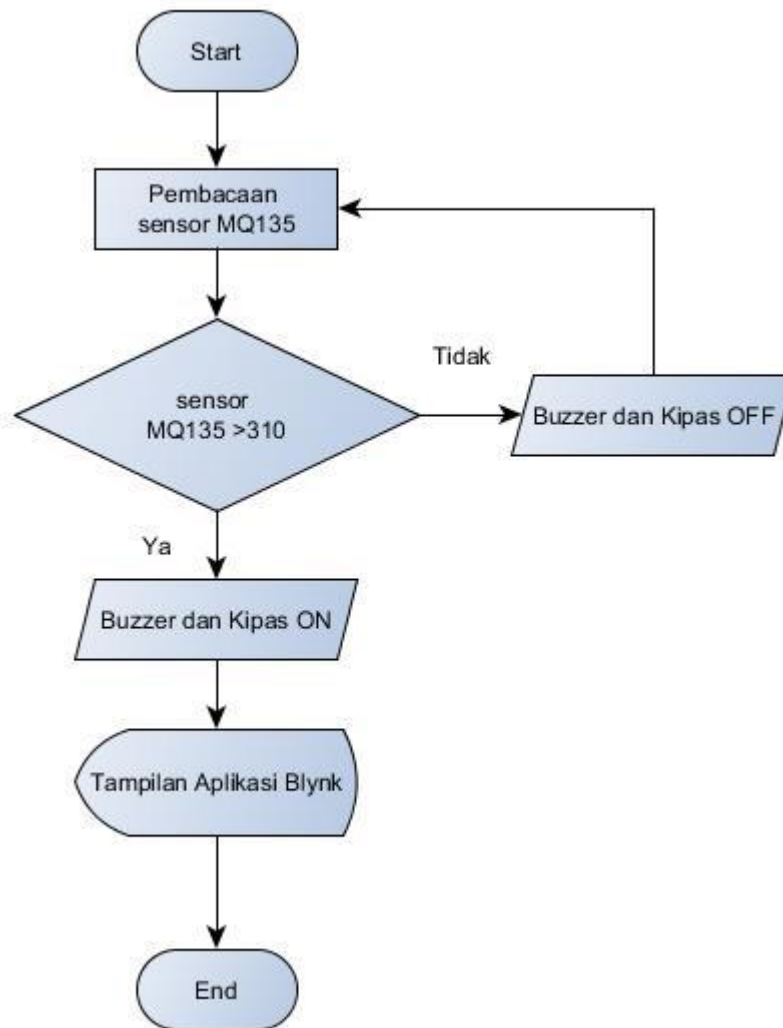 Start
Pembacaan
sensor MQ135
sensor
MQ135 >310
Tidak
Buzzer dan Kipas OFF
Ya
Buzzer dan Kipas ON
Tampilan Aplikasi Blynk
End